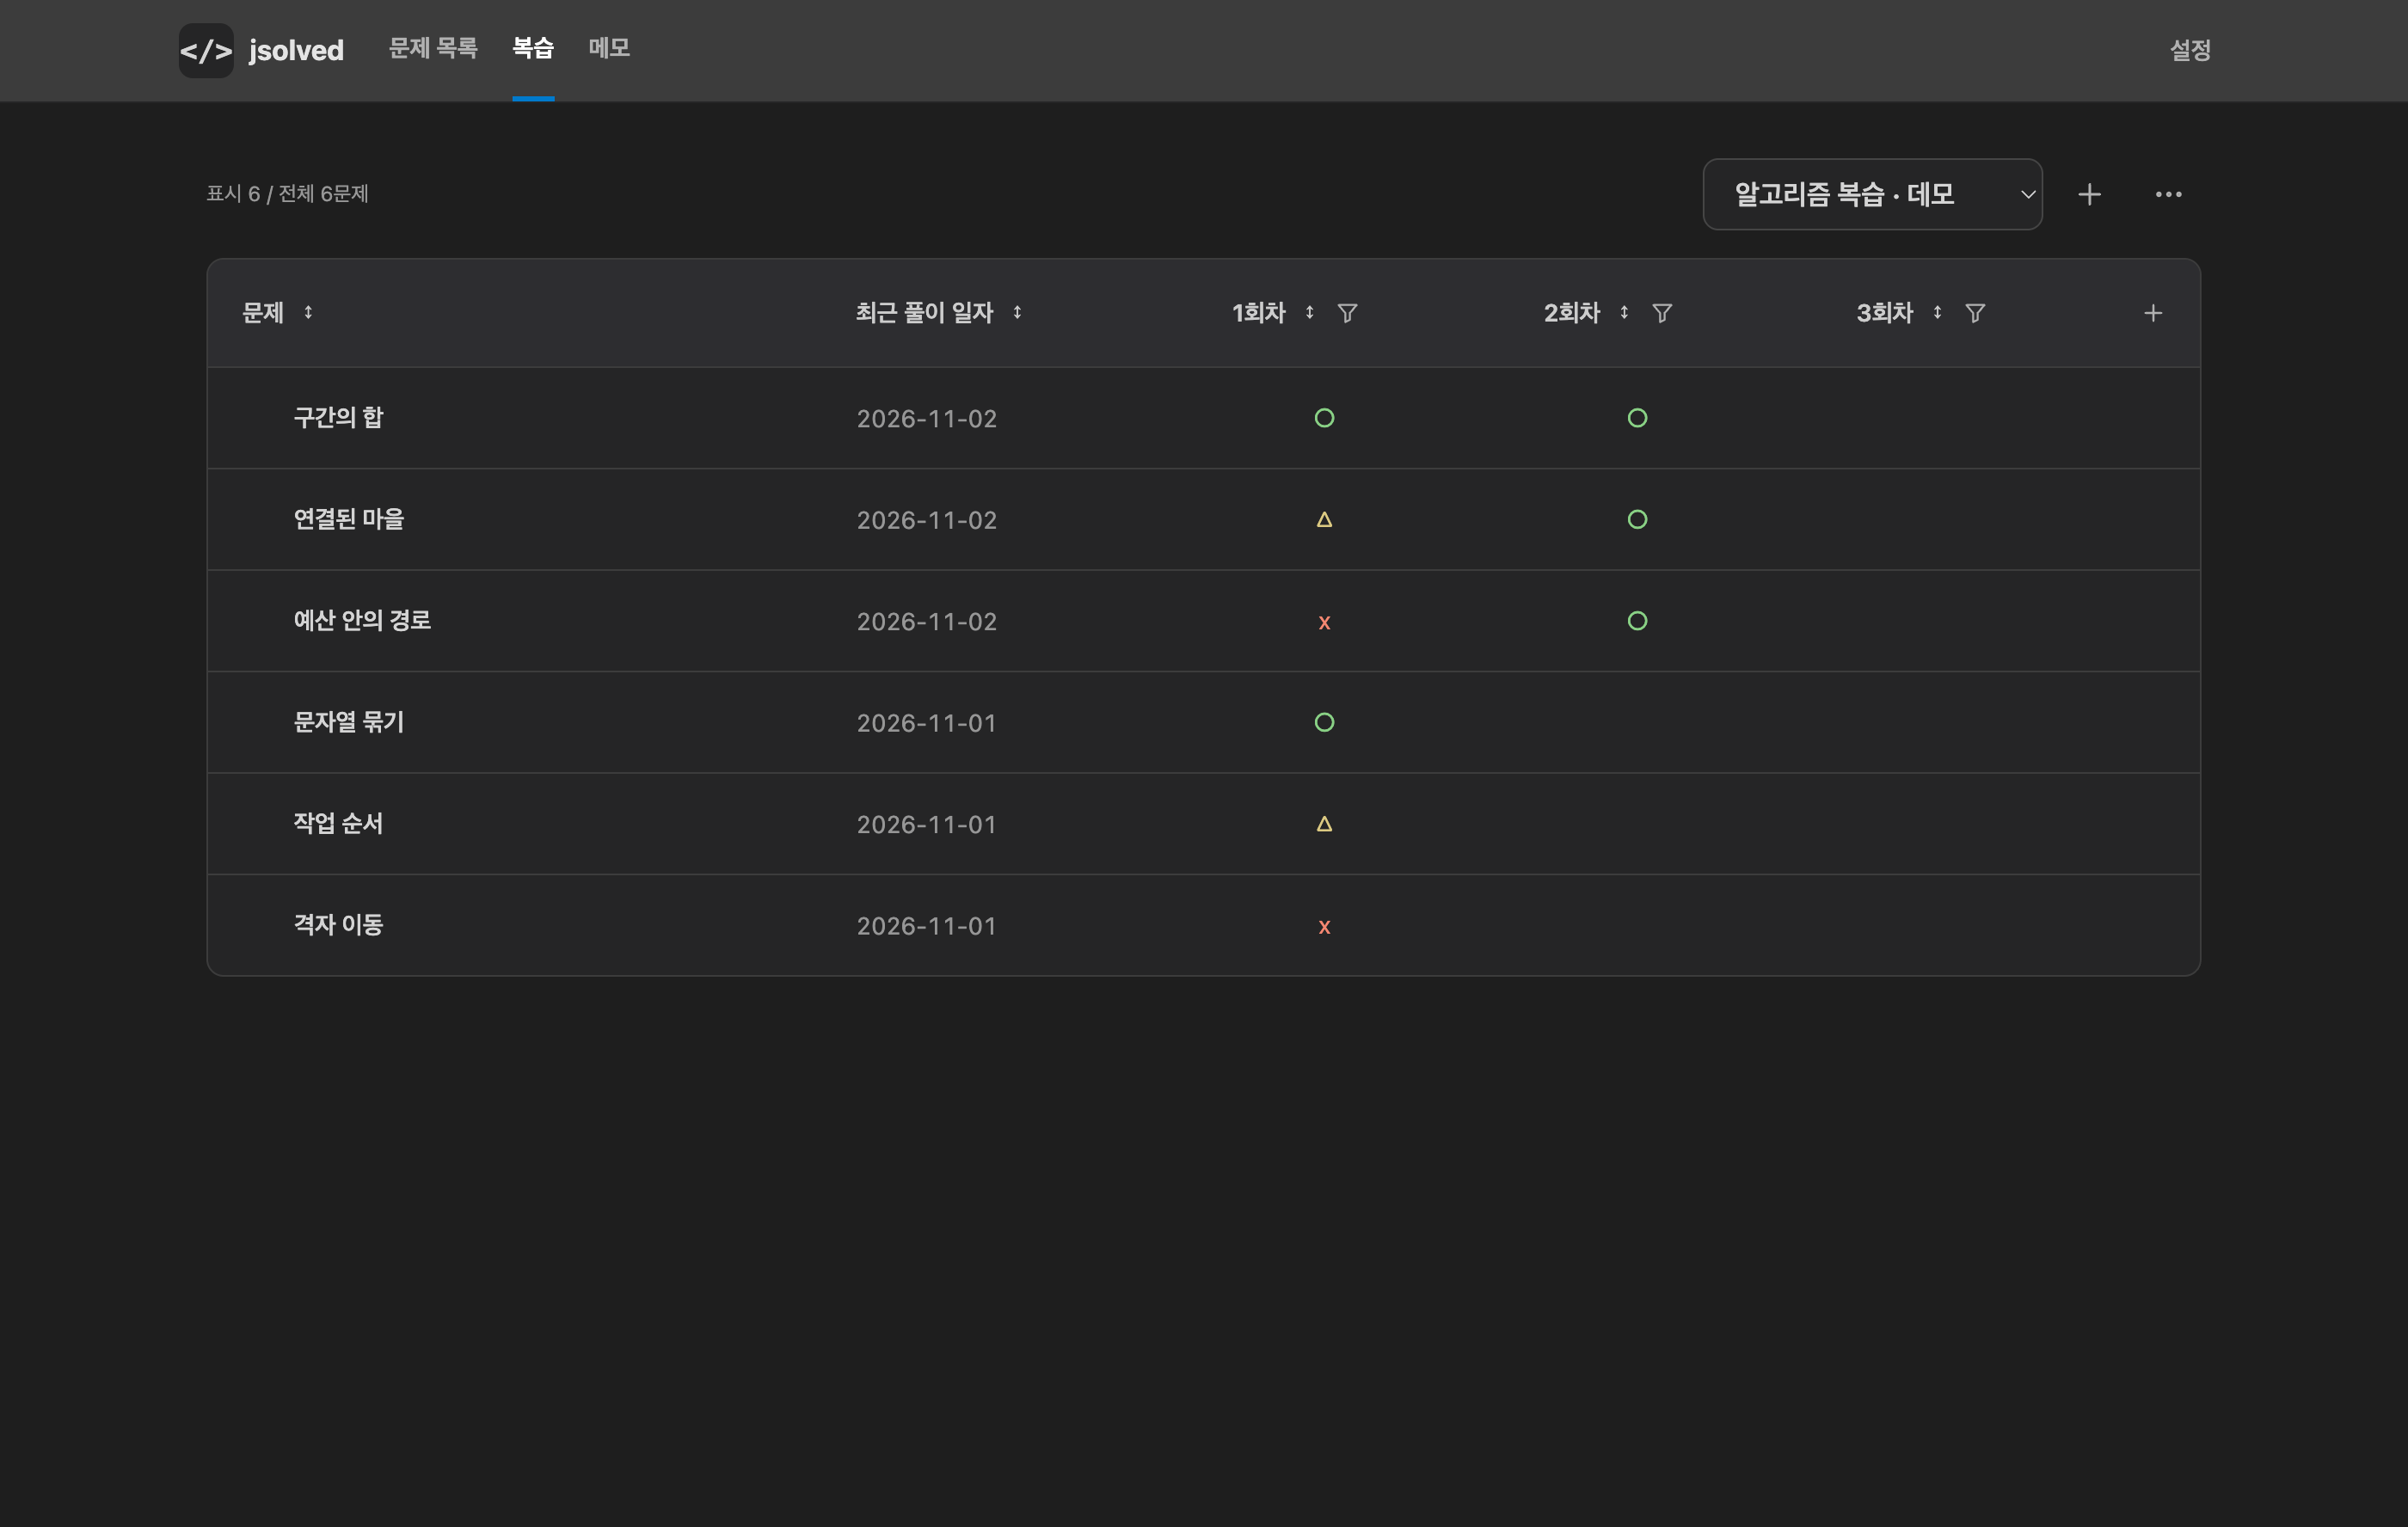 </> jsolved 문제 목록 복습 메모 설정
표시 6 / 전체 6문제 알고리즘 복습 · 데모 + ···
문제 ↕ 최근 풀이 일자 ↕ 1회차 ↕ 2회차 ↕ 3회차 ↕ +
구간의 합 2026-11-02 ○ ○
연결된 마을 2026-11-02 △ ○
예산 안의 경로 2026-11-02 x ○
문자열 묶기 2026-11-01 ○
작업 순서 2026-11-01 △
격자 이동 2026-11-01 x